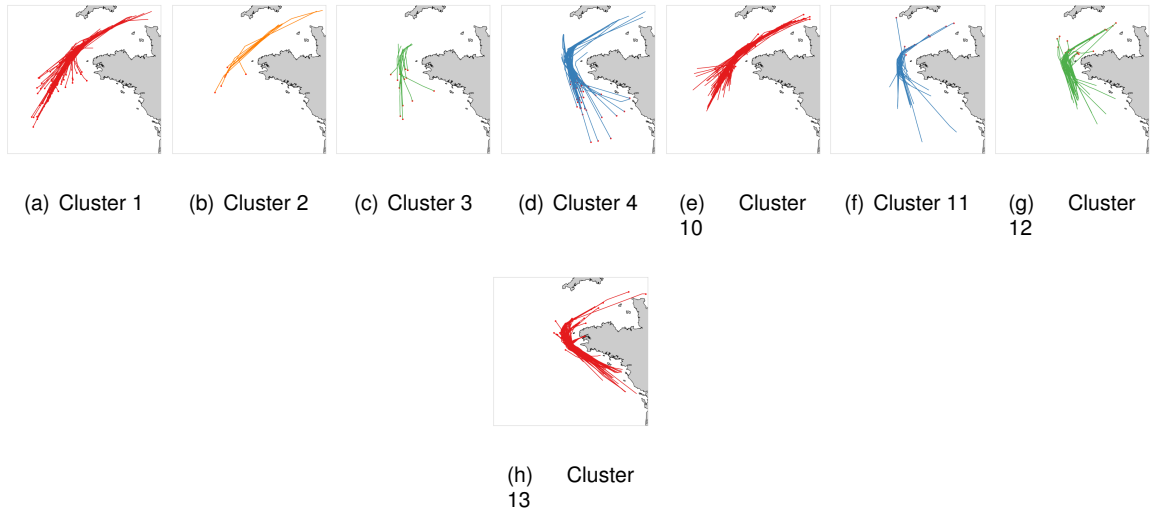 (a) Cluster 1
(b) Cluster 2
(c) Cluster 3
(d) Cluster 4
(e) Cluster
10
(f) Cluster 11
(g) Cluster
12
(h) Cluster
13